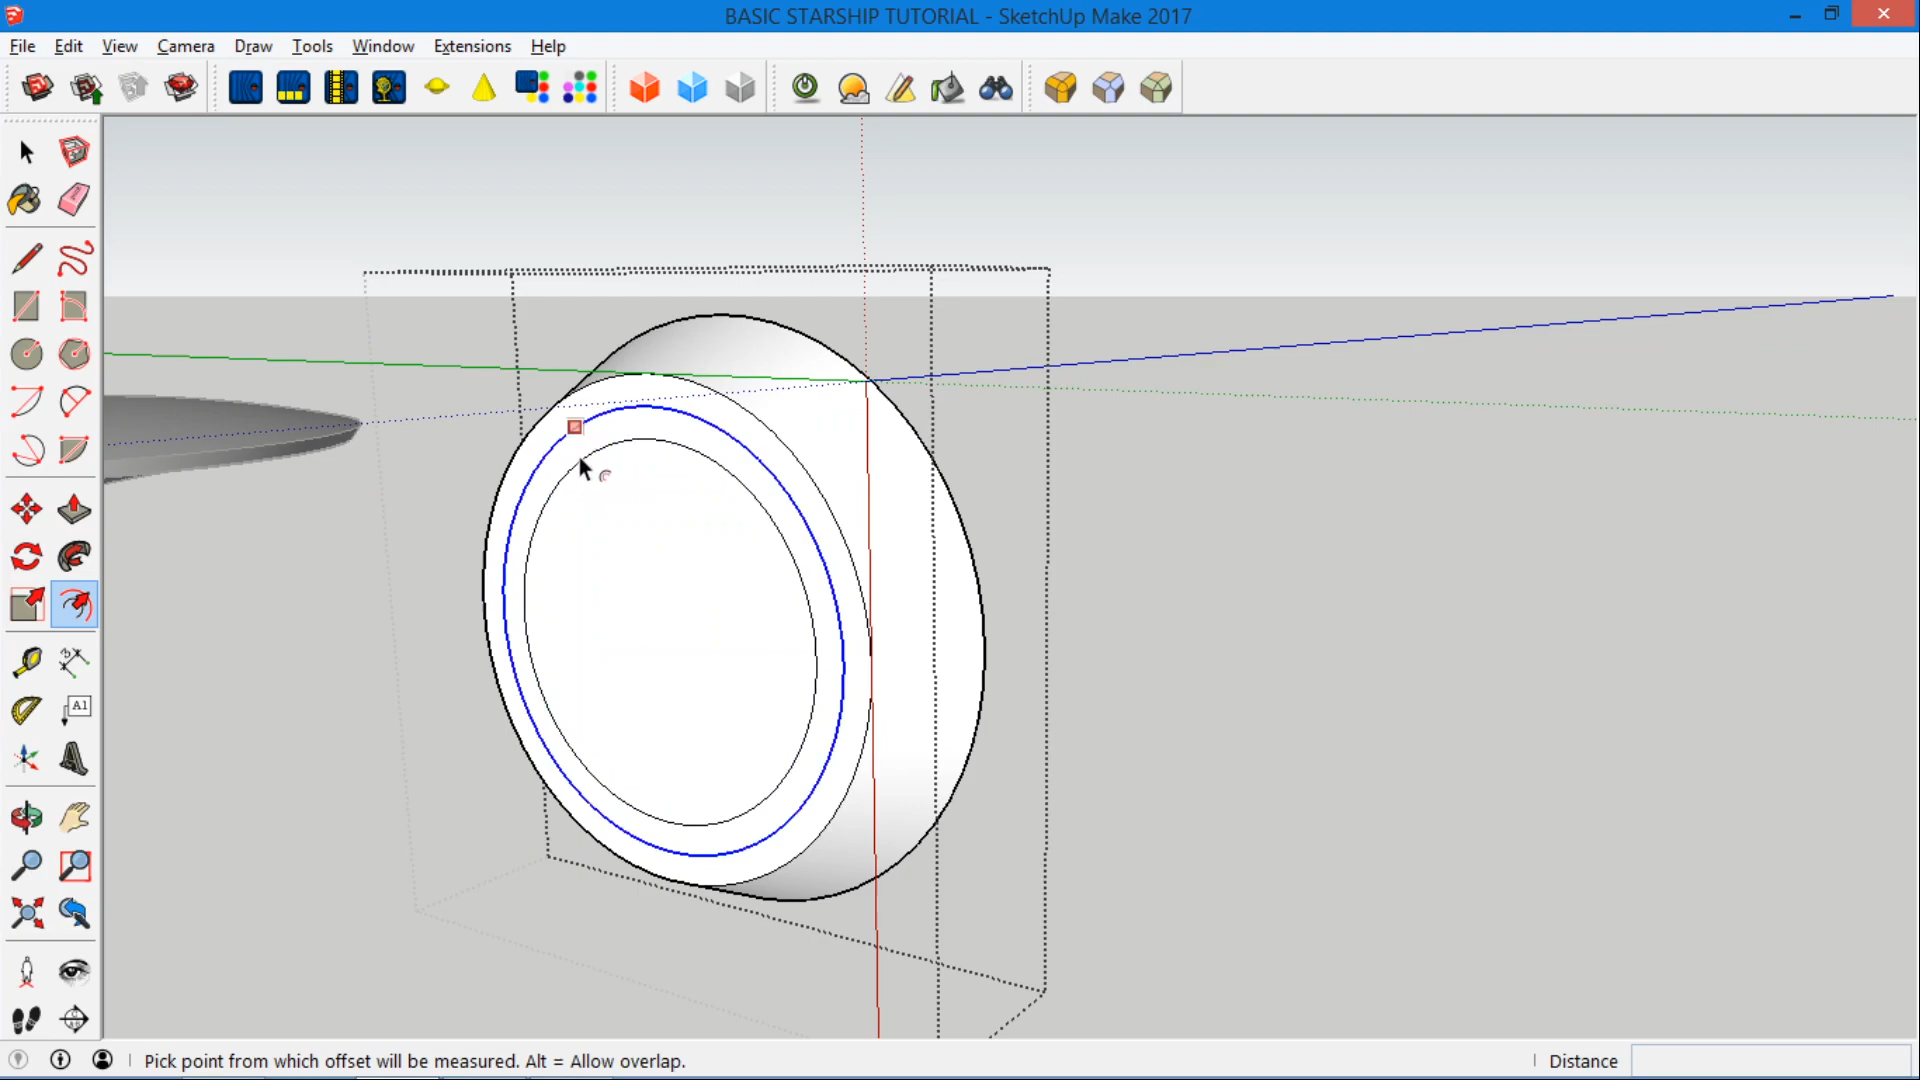 BASIC STARSHIP TUTORIAL - SketchUp Make 2017
File Edit View Camera Draw Tools Window Extensions Help
A1
Pick point from which offset will be measured. Alt = Allow overlap.
Distance